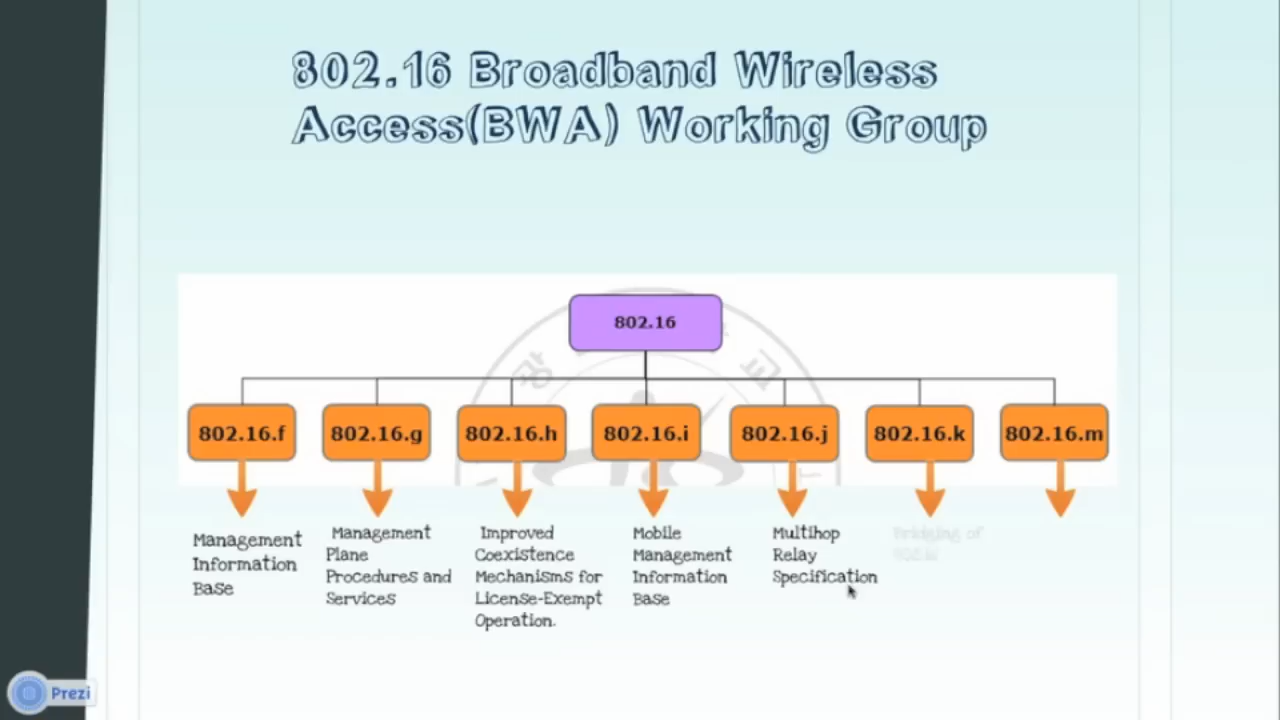 802.16 Broadband Wireless
Access(BWA) Working Group
802.16
광
교
802.16.f
802.16.g
802.16.h
802.16.i
802.16.j
802.16.k
802.16.m
Management
Information
Base
Management
Plane
Procedures and
Services
Improved
Coexistence
Mechanisms for
License-Exempt
Operation.
Mobile
Management
Information
Base
Multihop
Relay
Specification
Bridging of
Prezi